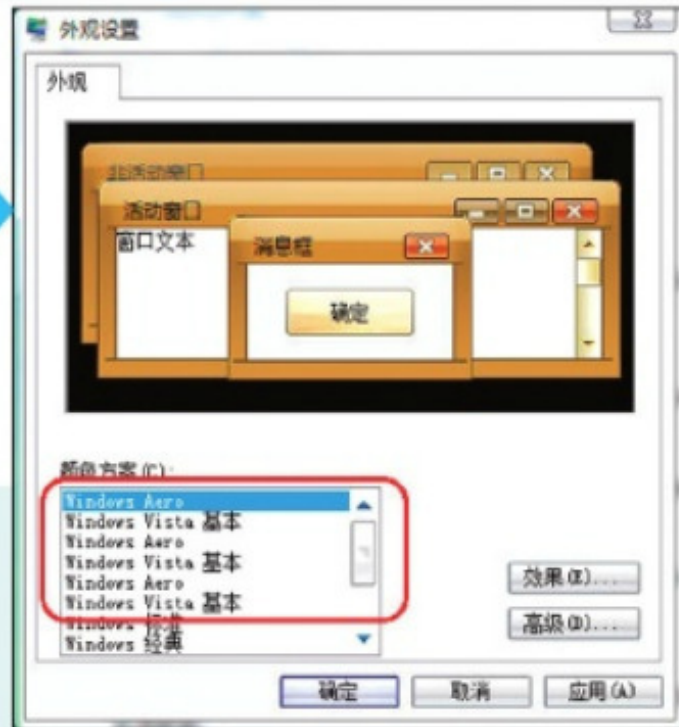 外观设置
外观
非活动窗口
活动窗口
窗口文本
消息框
确定
颜色方案(C):
Windows Aero
Windows Vista 基本
Windows Aero
Windows Vista 基本
Windows Aero
Windows Vista 基本
Windows 标准
Windows 经典
效果(E)...
高级(D)...
确定
取消
应用(A)